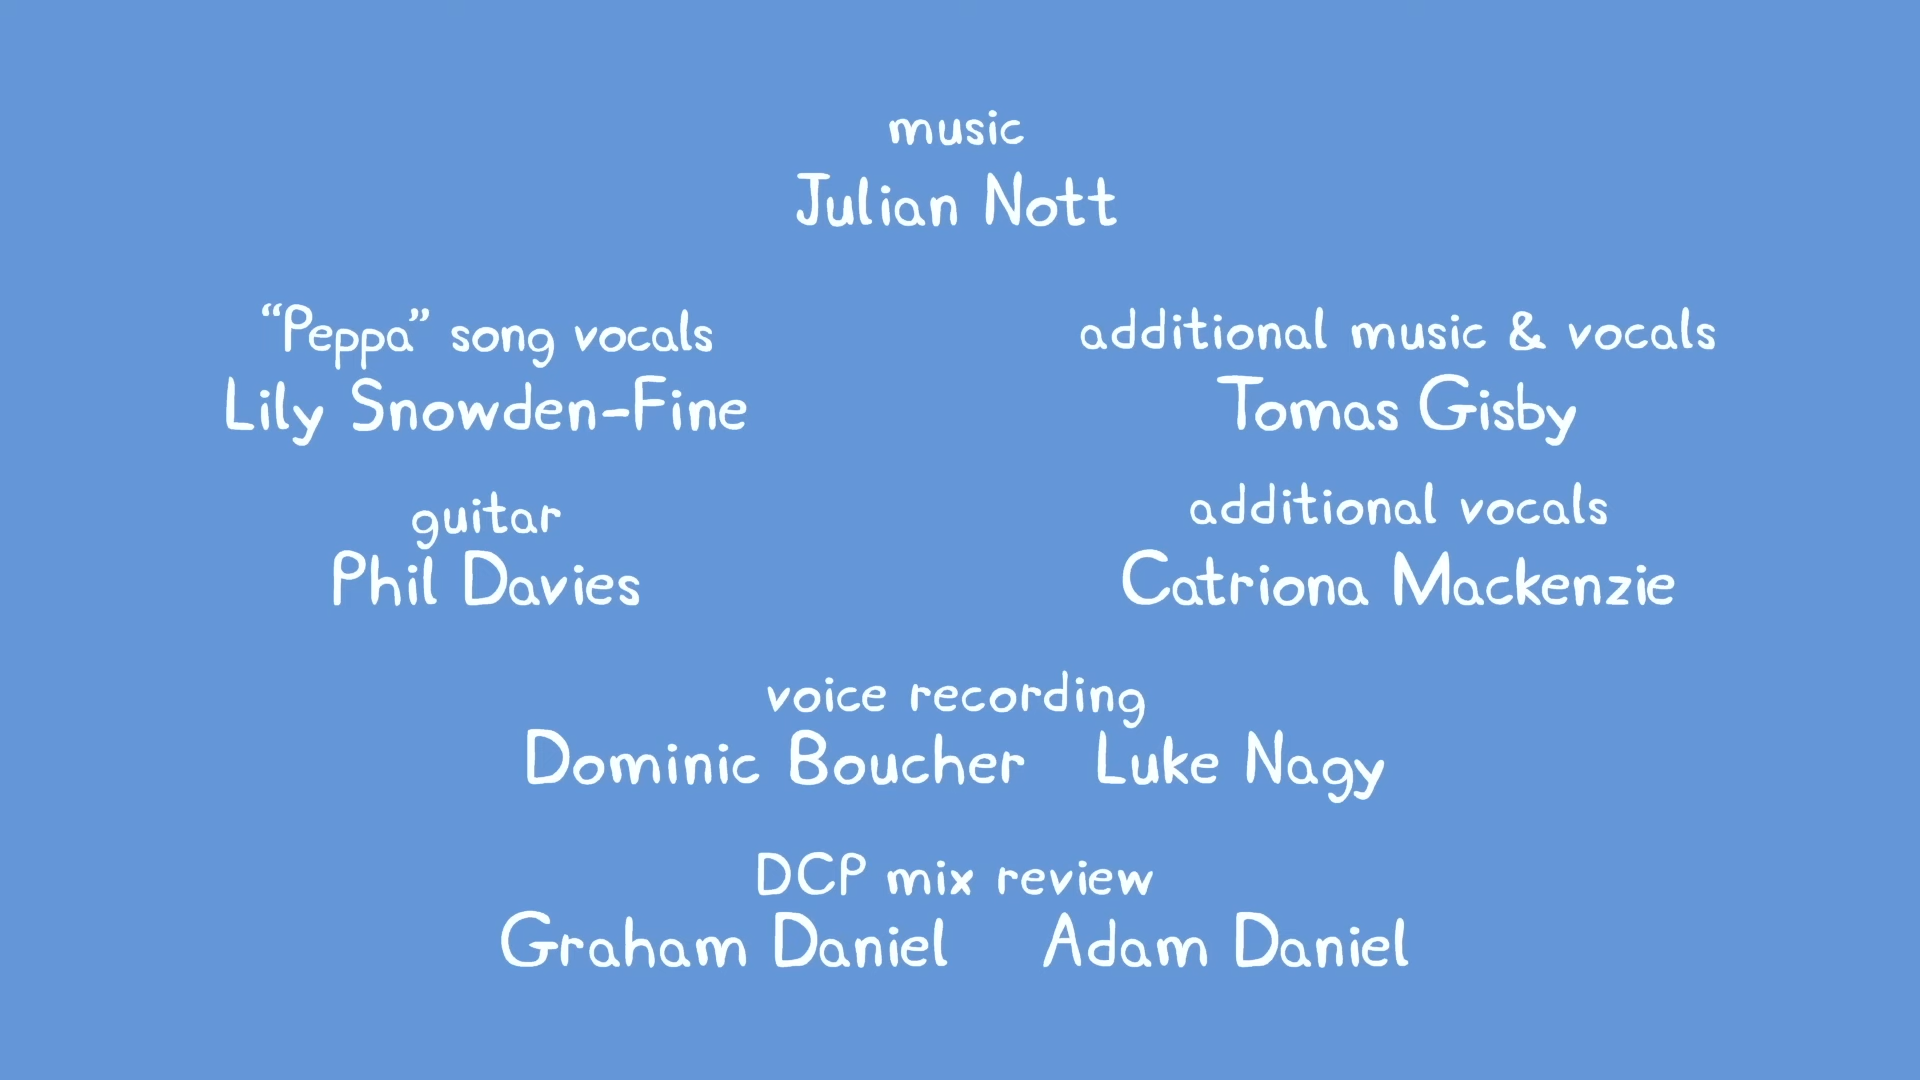 music
Julian Nott
“Peppa” song vocals
Lily Snowden-Fine
additional music & vocals
Tomas Gisby
guitar
Phil Davies
additional vocals
Catriona Mackenzie
voice recording
Dominic Boucher Luke Nagy
DCP mix review
Graham Daniel Adam Daniel